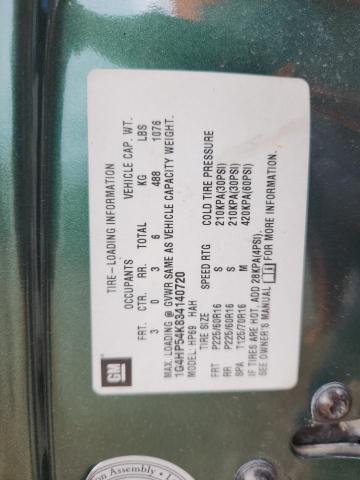 GM
TIRE-LOADING INFORMATION
OCCUPANTS VEHICLE CAP. WT.
FRT. CTR. RR. TOTAL KG LBS
3 0 3 6 488 1076
MAX. LOADING @ GVWR SAME AS VEHICLE CAPACITY WEIGHT.
1G4HP54K834140720
MODEL: HP69 HAH
TIRE SIZE SPEED RTG COLD TIRE PRESSURE
FRT P225/60R16 S 210KPA(30PSI)
RR P225/60R16 S 210KPA(30PSI)
SPA T125/70R16 M 420KPA(60PSI)
IF TIRES ARE HOT, ADD 28KPA(4PSI).
SEE OWNER'S MANUAL FOR MORE INFORMATION.
Assembly